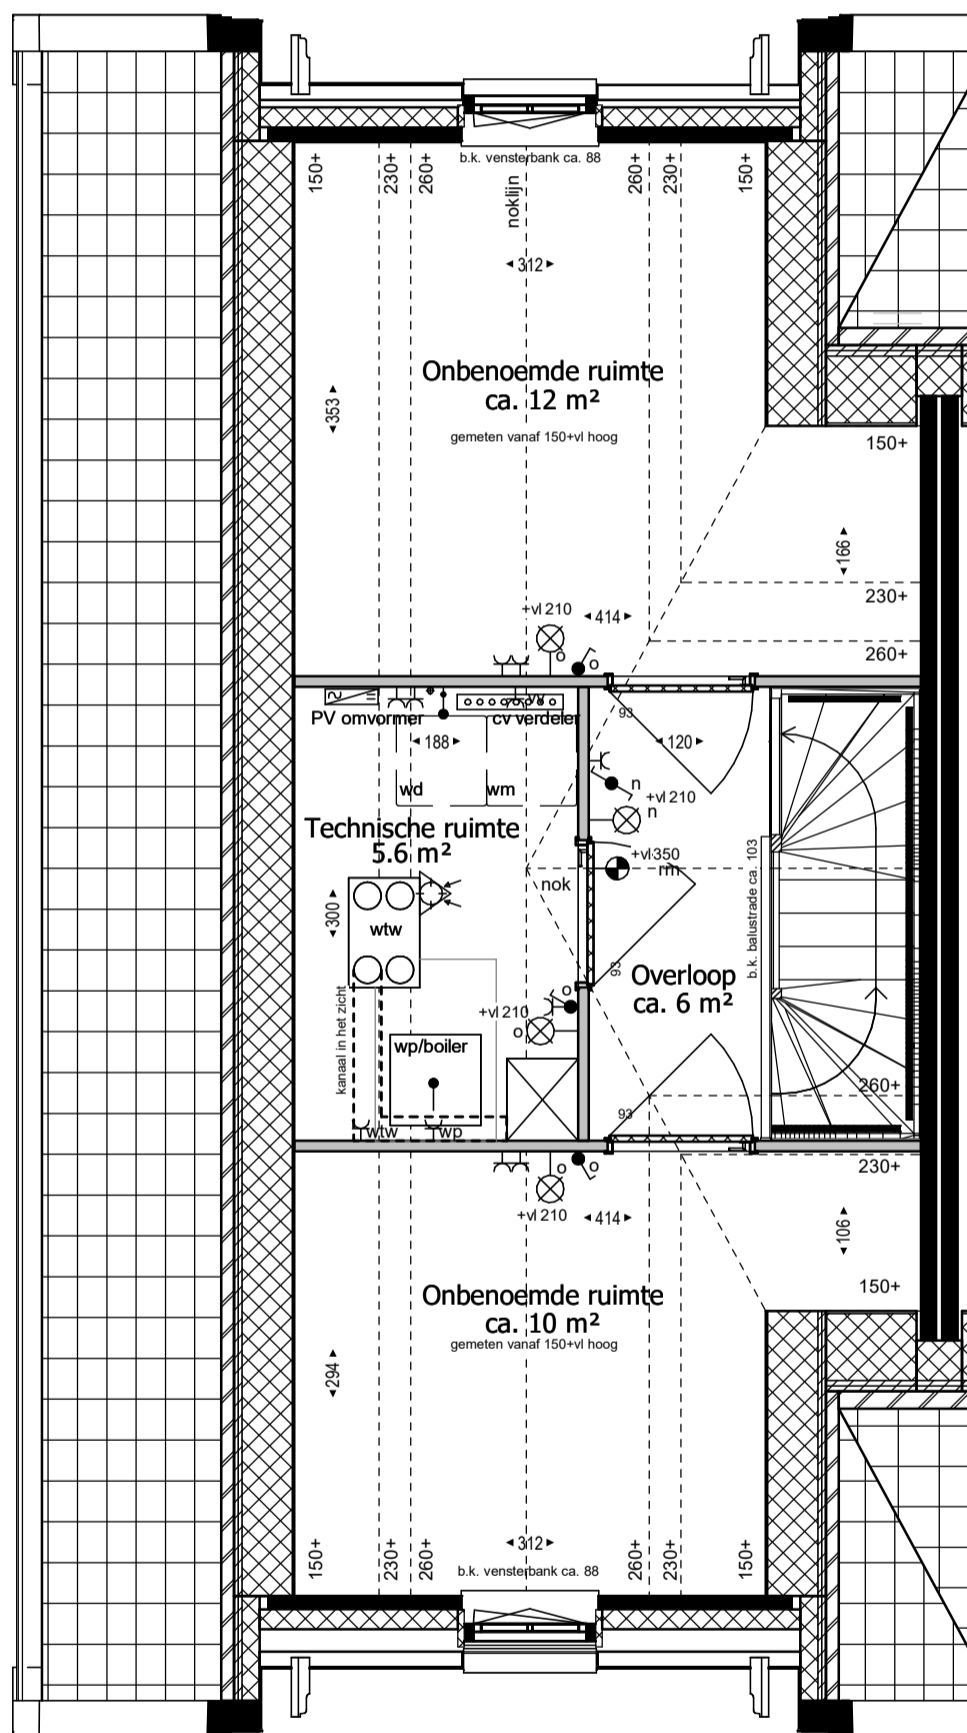 b.k. vensterbank ca. 88
150+
230+
260+
noklijn
260+
230+
150+
312
353
Onbenoemde ruimte
ca. 12 m²
gemeten vanaf 150+vl hoog
150+
166
230+
260+
+vl 210
414
o
o
PV omvormer
vv
cv verdeler
93
188
120
wd
wm
n
+vl 210
n
Technische ruimte
5.6 m²
+vl 350
rm
nok
b.k. balustrade ca. 103
300
wtw
93
Overloop
ca. 6 m²
kanaal in het zicht
o
+vl 210
o
wp/boiler
260+
93
wtw
wp
230+
o
o
+vl 210
414
106
150+
Onbenoemde ruimte
ca. 10 m²
gemeten vanaf 150+vl hoog
294
312
150+
230+
260+
260+
230+
150+
b.k. vensterbank ca. 88